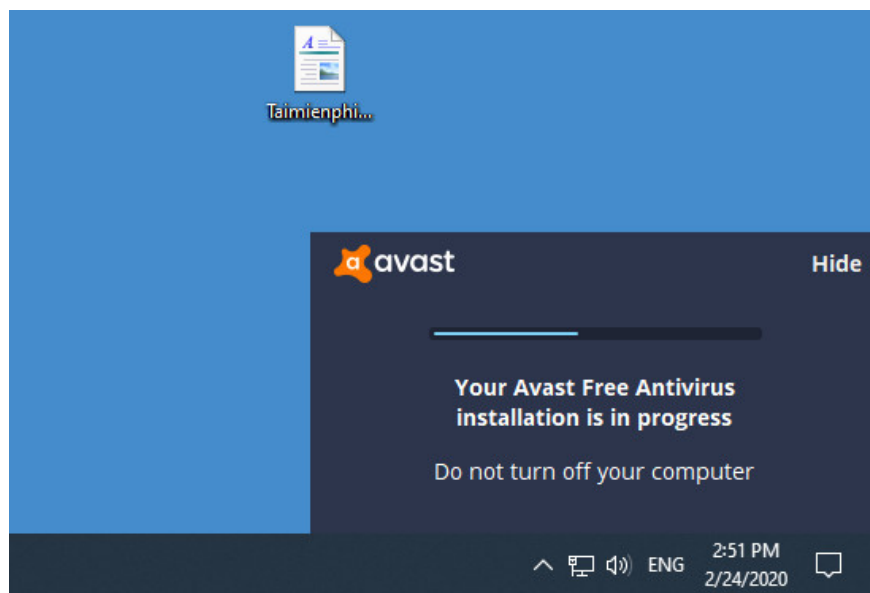 Taimienphi...
avast
Hide
Your Avast Free Antivirus
installation is in progress
Do not turn off your computer
ENG
2:51 PM
2/24/2020